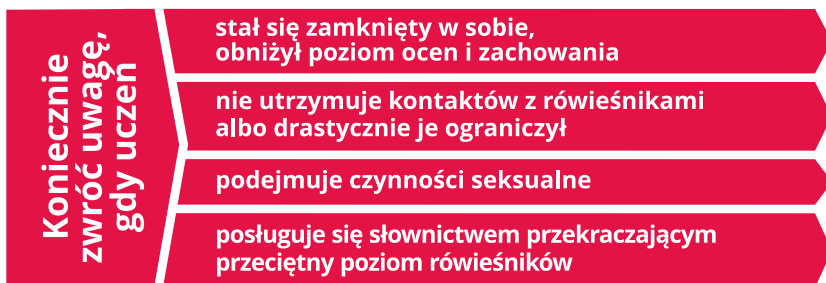 Koniecznie
zwróć uwagę,
gdy uczeń
stał się zamknięty w sobie,
obniżył poziom ocen i zachowania
nie utrzymuje kontaktów z rówieśnikami
albo drastycznie je ograniczył
podejmuje czynności seksualne
posługuje się słownictwem przekraczającym
przeciętny poziom rówieśników